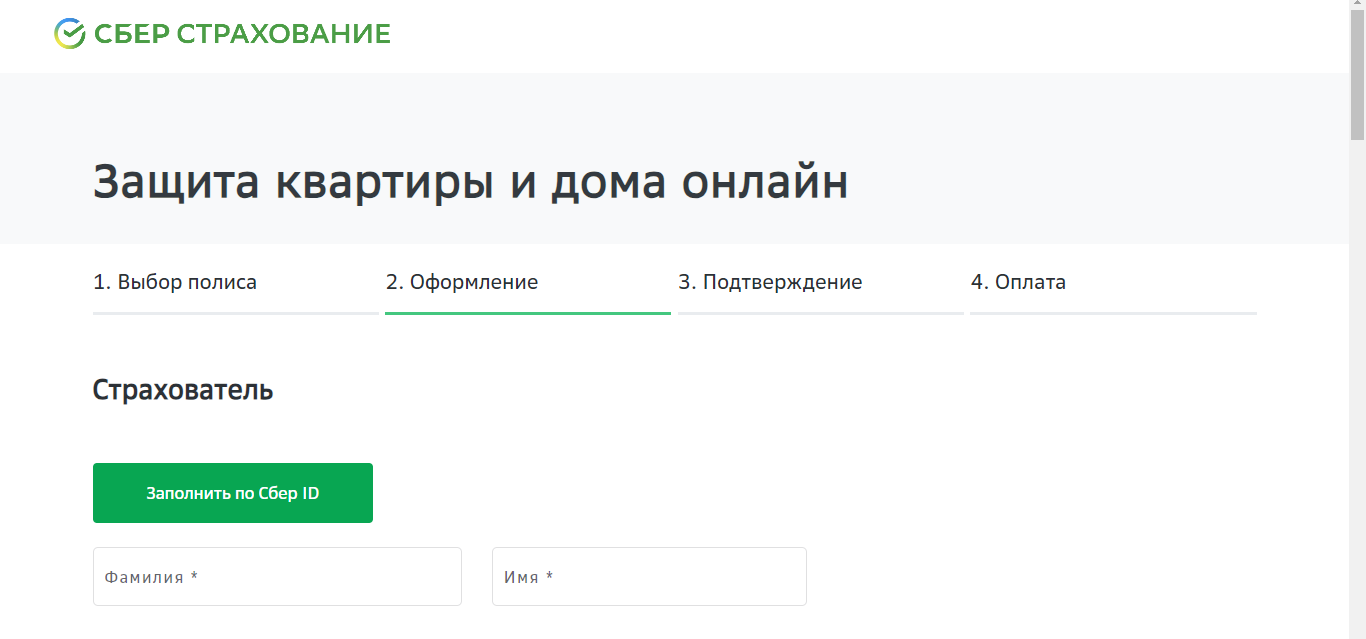 СБЕР СТРАХОВАНИЕ
Защита квартиры и дома онлайн
1. Выбор полиса
2. Оформление
3. Подтверждение
4. Оплата
Страхователь
Заполнить по Сбер ID
Фамилия *
Имя *